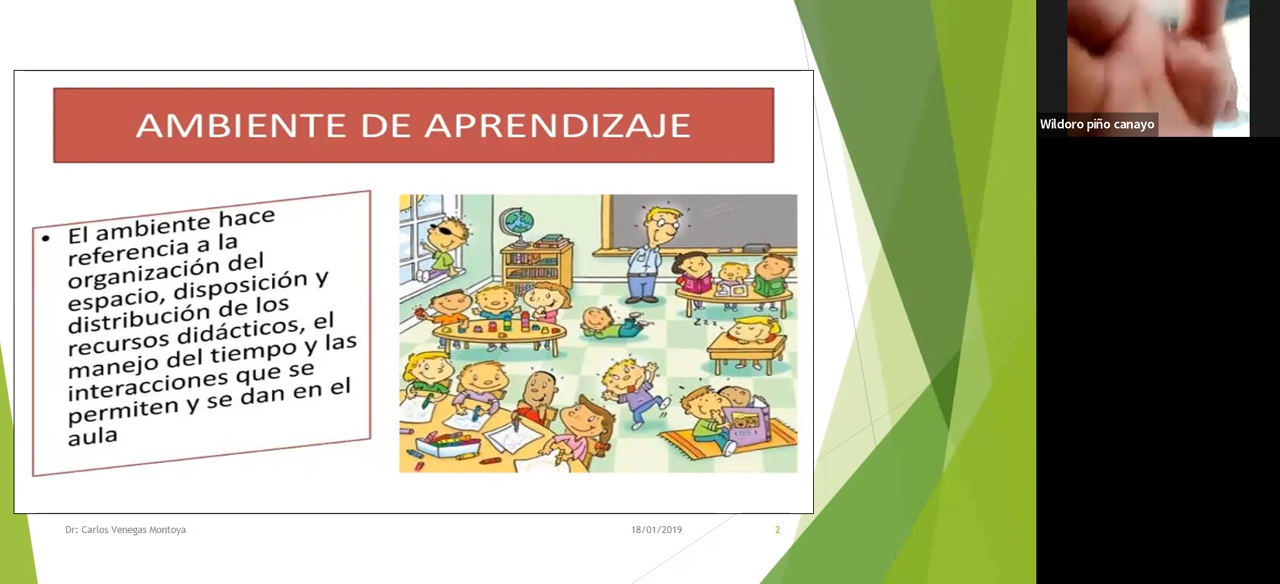 AMBIENTE DE APRENDIZAJE
• El ambiente hace
referencia a la
organización del
espacio, disposición y
distribución de los
recursos didácticos, el
manejo del tiempo y las
interacciones que se
permiten y se dan en el
aula
zzz
Dr: Carlos Venegas Montoya
18/01/2019
2
Wildoro piño canayo